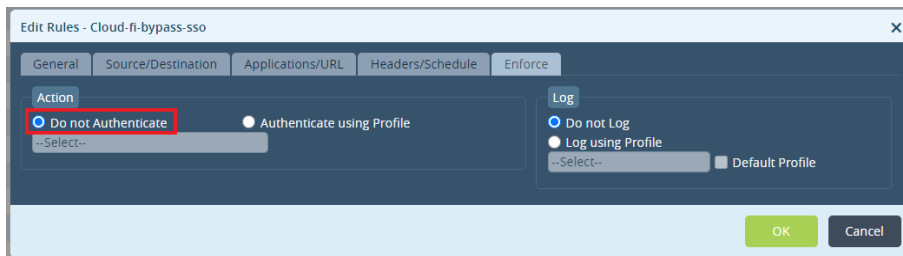 Edit Rules - Cloud-fi-bypass-sso
General Source/Destination Applications/URL Headers/Schedule Enforce
Action
Do not Authenticate Authenticate using Profile
--Select--
Log
Do not Log
Log using Profile
--Select-- Default Profile
OK Cancel